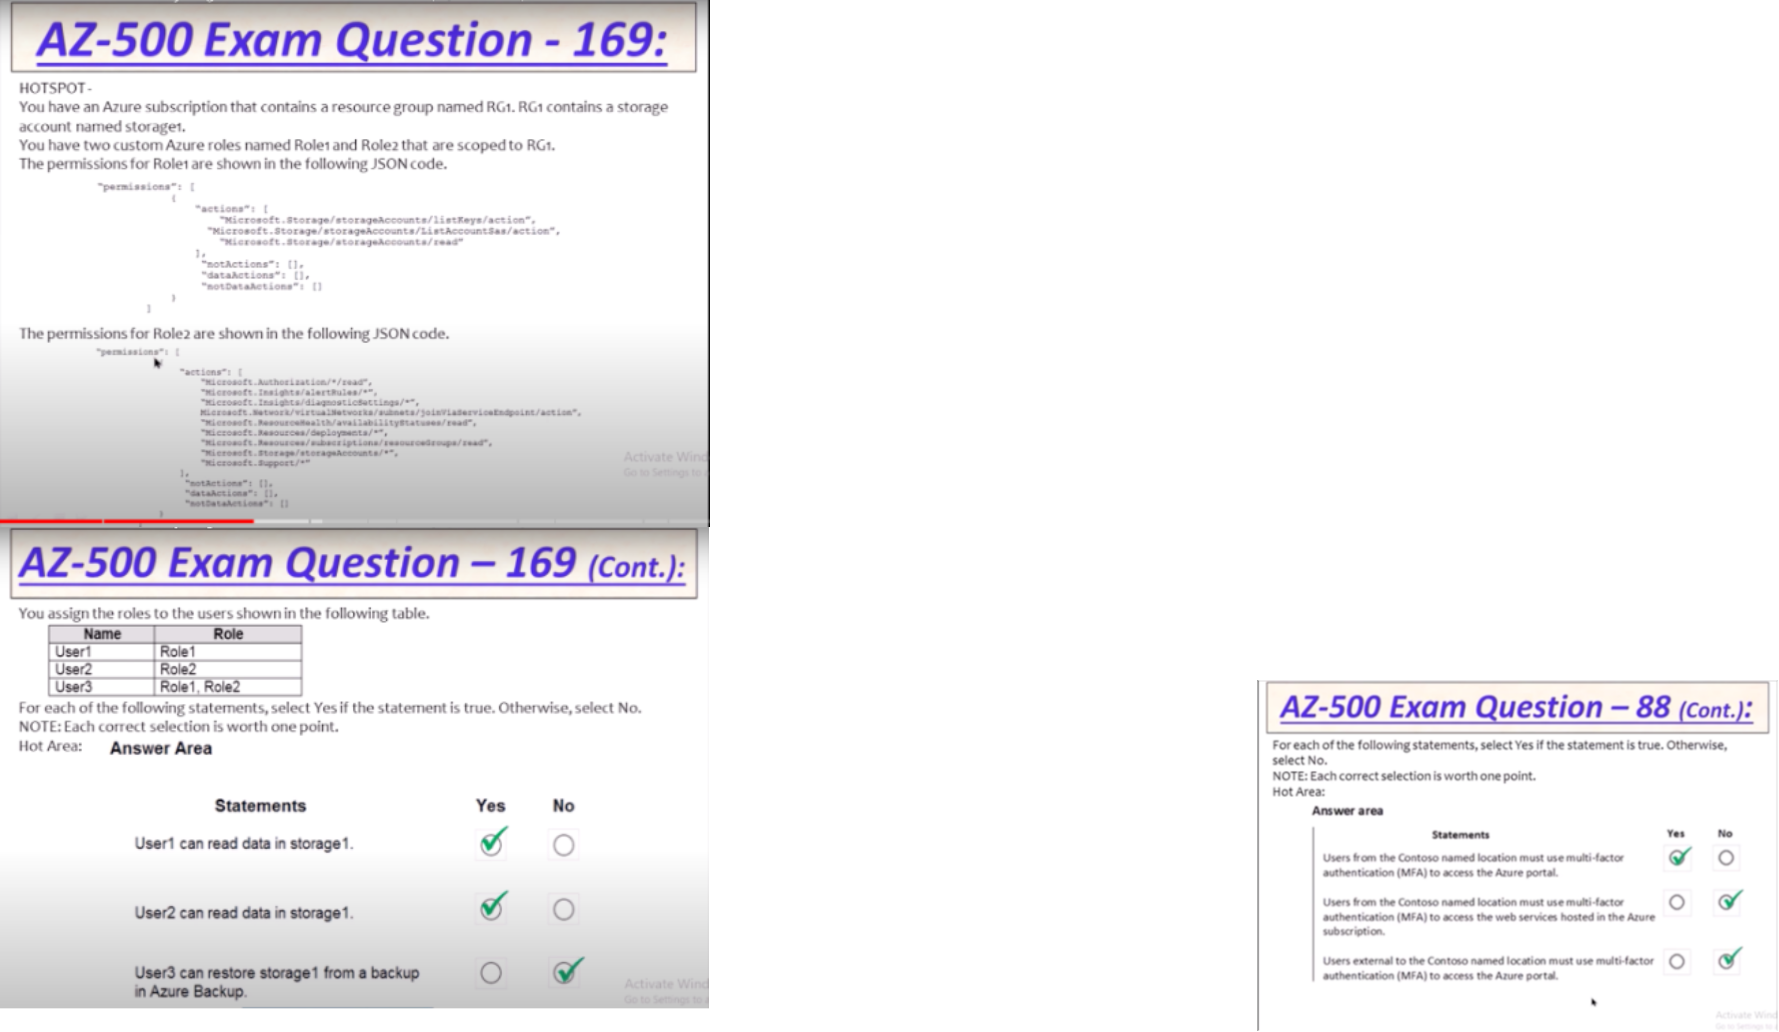 AZ-500 Exam Question - 169:
HOTSPOT -
You have an Azure subscription that contains a resource group named RG1. RG1 contains a storage
account named storage1.
You have two custom Azure roles named Role1 and Role2 that are scoped to RG1.
The permissions for Role1 are shown in the following JSON code.
"permissions": [
{
"actions": [
"Microsoft.Storage/storageAccounts/listKeys/action",
"Microsoft.Storage/storageAccounts/ListAccountSas/action",
"Microsoft.Storage/storageAccounts/read"
],
"notActions": [],
"dataActions": [],
"notDataActions": []
}
]
The permissions for Role2 are shown in the following JSON code.
"permissions": [
"actions": [
"Microsoft.Authorization/*/read",
"Microsoft.Insights/alertRules/*",
"Microsoft.Insights/diagnosticSettings/*",
Microsoft.Network/virtualNetworks/subnets/joinViaServiceEndpoint/action",
"Microsoft.ResourceHealth/availabilityStatuses/read",
"Microsoft.Resources/deployments/*",
"Microsoft.Resources/subscriptions/resourceGroups/read",
"Microsoft.Storage/storageAccounts/*",
"Microsoft.Support/*"
],
"notActions": [],
"dataActions": [],
"notDataActions": []
}
Activate Wind
Go to Settings to
AZ-500 Exam Question – 169 (Cont.):
You assign the roles to the users shown in the following table.
Name Role
User1 Role1
User2 Role2
User3 Role1, Role2
For each of the following statements, select Yes if the statement is true. Otherwise, select No.
NOTE: Each correct selection is worth one point.
Hot Area: Answer Area
Statements Yes No
User1 can read data in storage1.
User2 can read data in storage1.
User3 can restore storage1 from a backup
in Azure Backup.
Activate Wind
Go to Settings to
AZ-500 Exam Question – 88 (Cont.):
For each of the following statements, select Yes if the statement is true. Otherwise,
select No.
NOTE: Each correct selection is worth one point.
Hot Area:
Answer area
Statements Yes No
Users from the Contoso named location must use multi-factor
authentication (MFA) to access the Azure portal.
Users from the Contoso named location must use multi-factor
authentication (MFA) to access the web services hosted in the Azure
subscription.
Users external to the Contoso named location must use multi-factor
authentication (MFA) to access the Azure portal.
Activate Wind
Go to Settings to